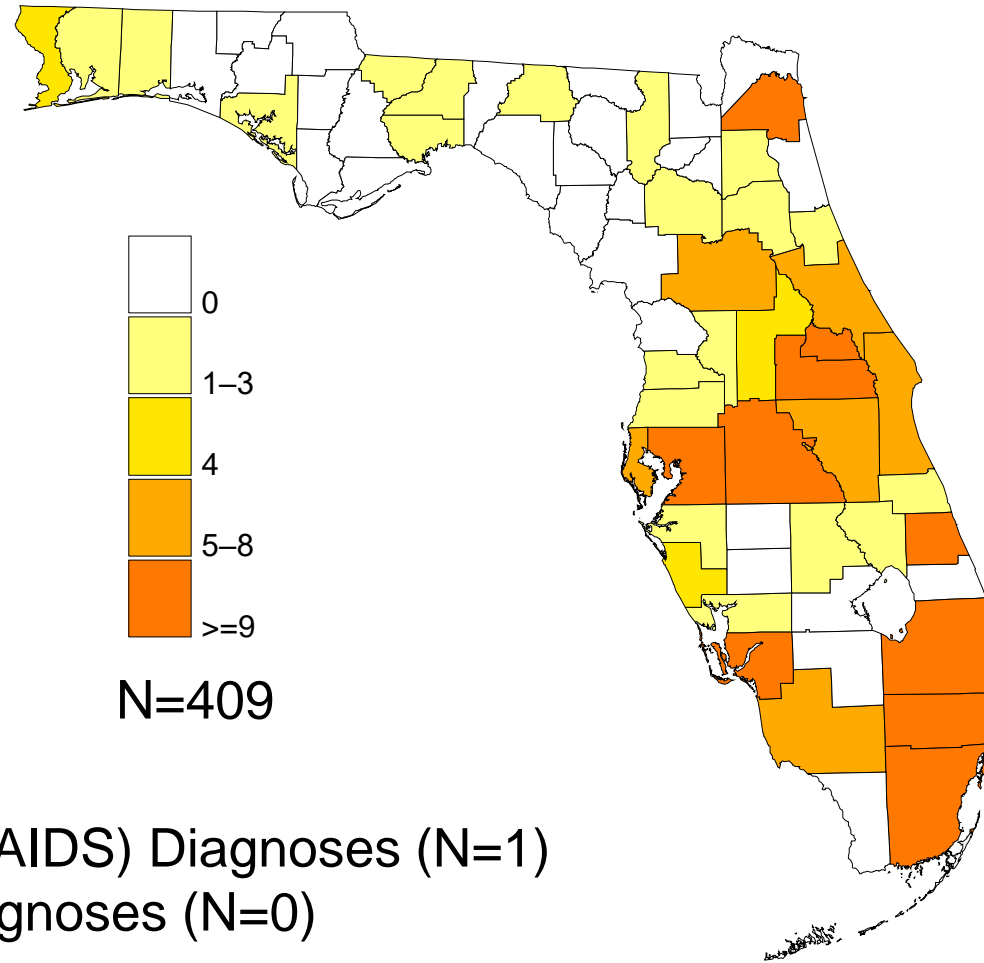 0
1–3
4
5–8
>=9
N=409
AIDS) Diagnoses (N=1)
gnoses (N=0)